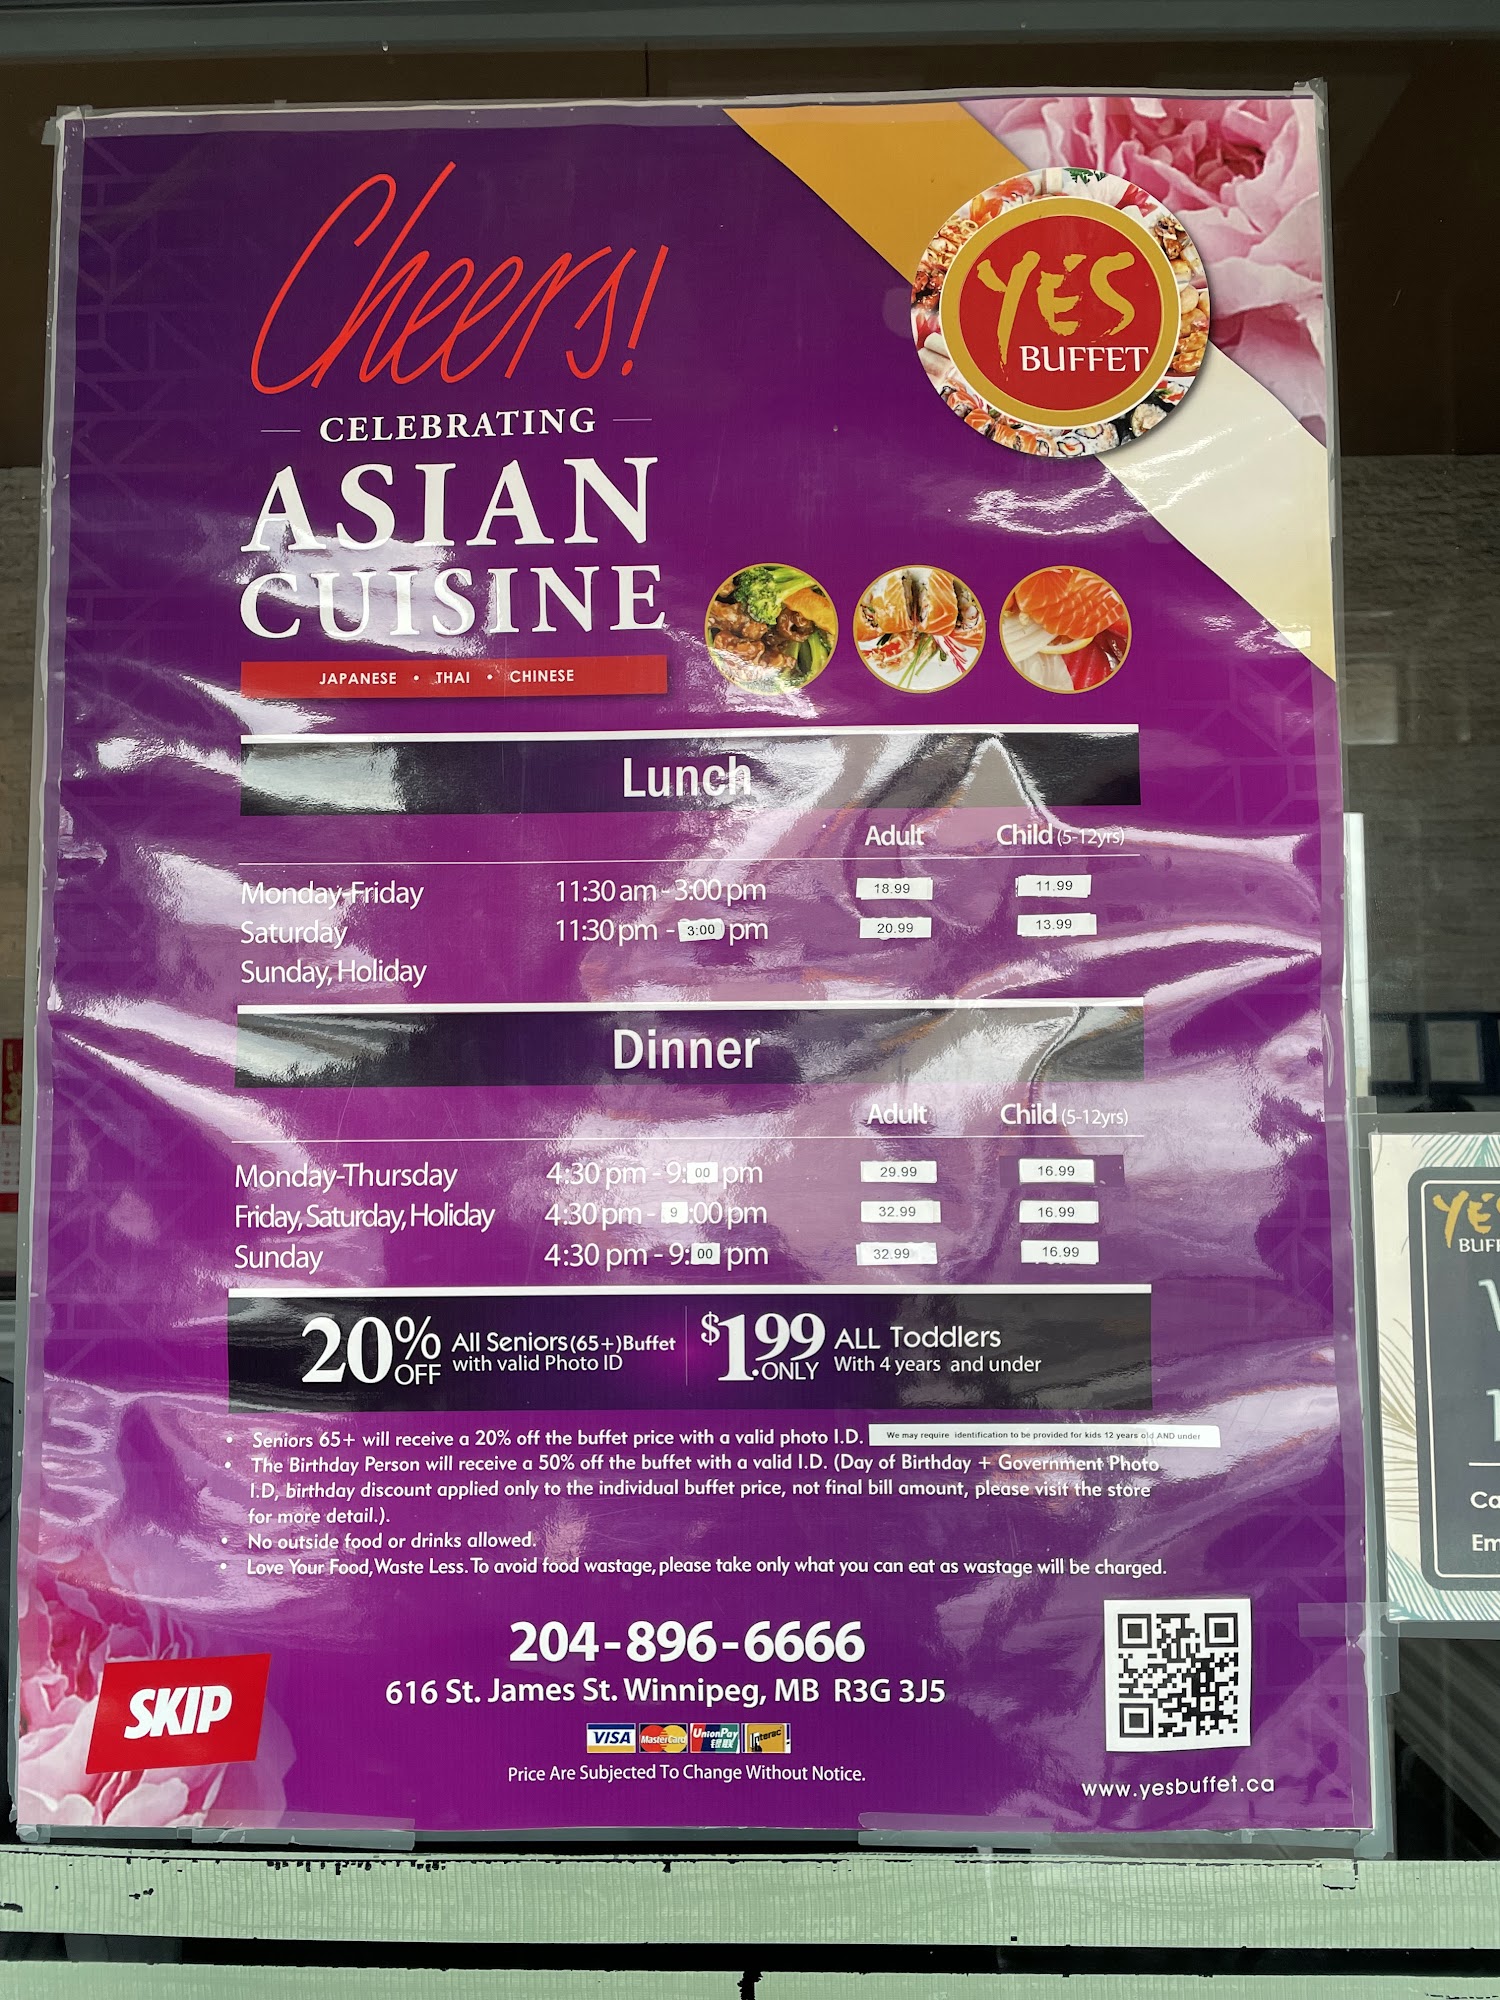 Cheers!
YES
BUFFET
CELEBRATING
ASIAN
CUISINE
JAPANESE • THAI • CHINESE
Lunch
Adult Child (5-12yrs)
Monday-Friday 11:30 am - 3:00 pm 18.99 11.99
Saturday 11:30 pm - 3:00 pm 20.99 13.99
Sunday, Holiday
Dinner
Adult Child (5-12yrs)
Monday-Thursday 4:30 pm - 9:00 pm 29.99 16.99
Friday, Saturday, Holiday 4:30 pm - 9:00 pm 32.99 16.99
Sunday 4:30 pm - 9:00 pm 32.99 16.99
20% OFF All Seniors (65+) Buffet with valid Photo ID
$1.99 ONLY ALL Toddlers With 4 years and under
• Seniors 65+ will receive a 20% off the buffet price with a valid photo I.D. We may require identification to be provided for kids 12 years old AND under
• The Birthday Person will receive a 50% off the buffet with a valid I.D. (Day of Birthday + Government Photo
I.D, birthday discount applied only to the individual buffet price, not final bill amount, please visit the store
for more detail.).
• No outside food or drinks allowed.
• Love Your Food, Waste Less. To avoid food wastage, please take only what you can eat as wastage will be charged.
204-896-6666
616 St. James St. Winnipeg, MB R3G 3J5
SKIP
VISA MasterCard UnionPay 银联 Interac
Price Are Subjected To Change Without Notice.
www.yesbuffet.ca